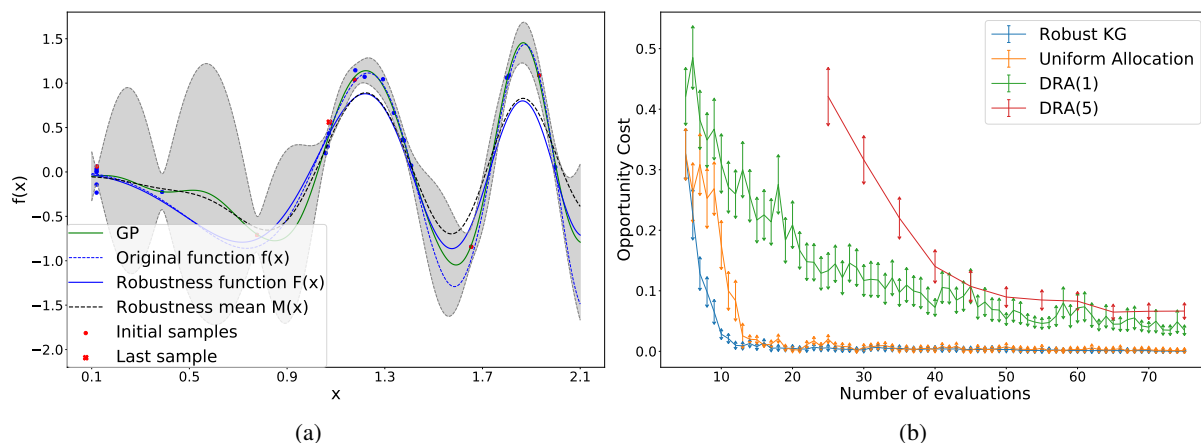 1.5
1.0
0.5
0.0
−0.5
−1.0
−1.5
−2.0
f(x)
0.1 0.5 0.9 1.3 1.7 2.1
x
GP
Original function f(x)
Robustness function F(x)
Robustness mean M(x)
Initial samples
Last sample
(a)
0.5
0.4
0.3
0.2
0.1
0.0
Opportunity Cost
10 20 30 40 50 60 70
Number of evaluations
Robust KG
Uniform Allocation
DRA(1)
DRA(5)
(b)